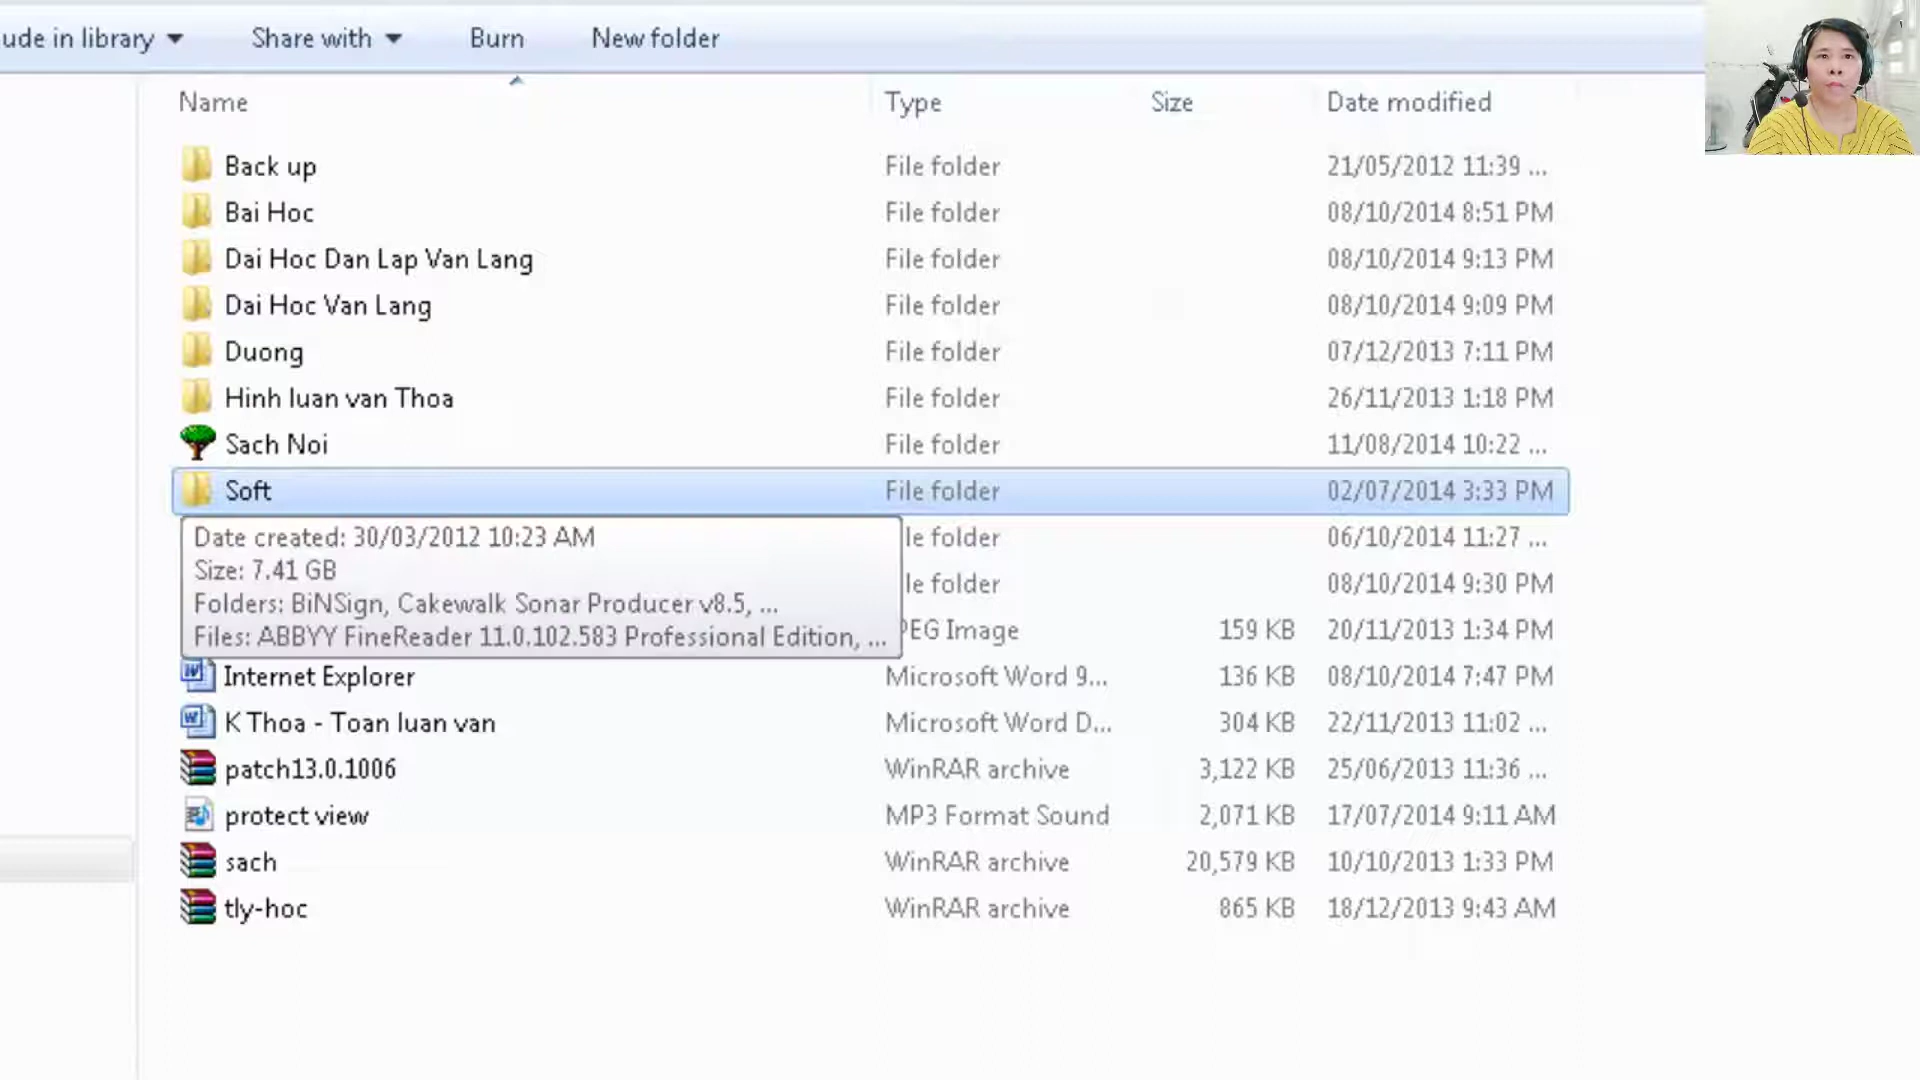 ude in library Share with Burn New folder
Name Type Size Date modified
Back up File folder 21/05/2012 11:39 ...
Bai Hoc File folder 08/10/2014 8:51 PM
Dai Hoc Dan Lap Van Lang File folder 08/10/2014 9:13 PM
Dai Hoc Van Lang File folder 08/10/2014 9:09 PM
Duong File folder 07/12/2013 7:11 PM
Hinh luan van Thoa File folder 26/11/2013 1:18 PM
Sach Noi File folder 11/08/2014 10:22 ...
Soft File folder 02/07/2014 3:33 PM
Date created: 30/03/2012 10:23 AM
Size: 7.41 GB
Folders: BiNSign, Cakewalk Sonar Producer v8.5, ...
Files: ABBYY FineReader 11.0.102.583 Professional Edition, ...
le folder 06/10/2014 11:27 ...
le folder 08/10/2014 9:30 PM
PEG Image 159 KB 20/11/2013 1:34 PM
Internet Explorer Microsoft Word 9... 136 KB 08/10/2014 7:47 PM
K Thoa - Toan luan van Microsoft Word D... 304 KB 22/11/2013 11:02 ...
patch13.0.1006 WinRAR archive 3,122 KB 25/06/2013 11:36 ...
protect view MP3 Format Sound 2,071 KB 17/07/2014 9:11 AM
sach WinRAR archive 20,579 KB 10/10/2013 1:33 PM
tly-hoc WinRAR archive 865 KB 18/12/2013 9:43 AM